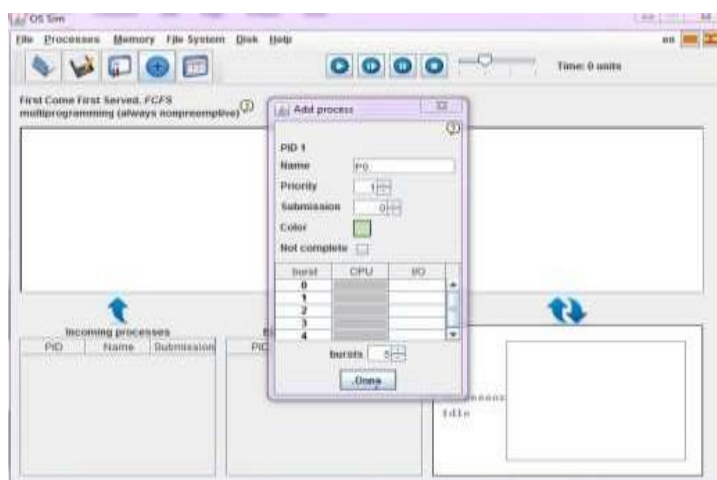 OS Sim
File Processes Memory File System Disk Help en
Time: 0 units
First Come First Served, FCFS
multiprogramming (always nonpreemptive)
Add process
PID 1
Name P0
Priority 1
Submission 0
Color
Not complete
burst CPU I/O
0
1
2
3
4
bursts 5
Done
Incoming processes
PID Name Submission
PID
idle